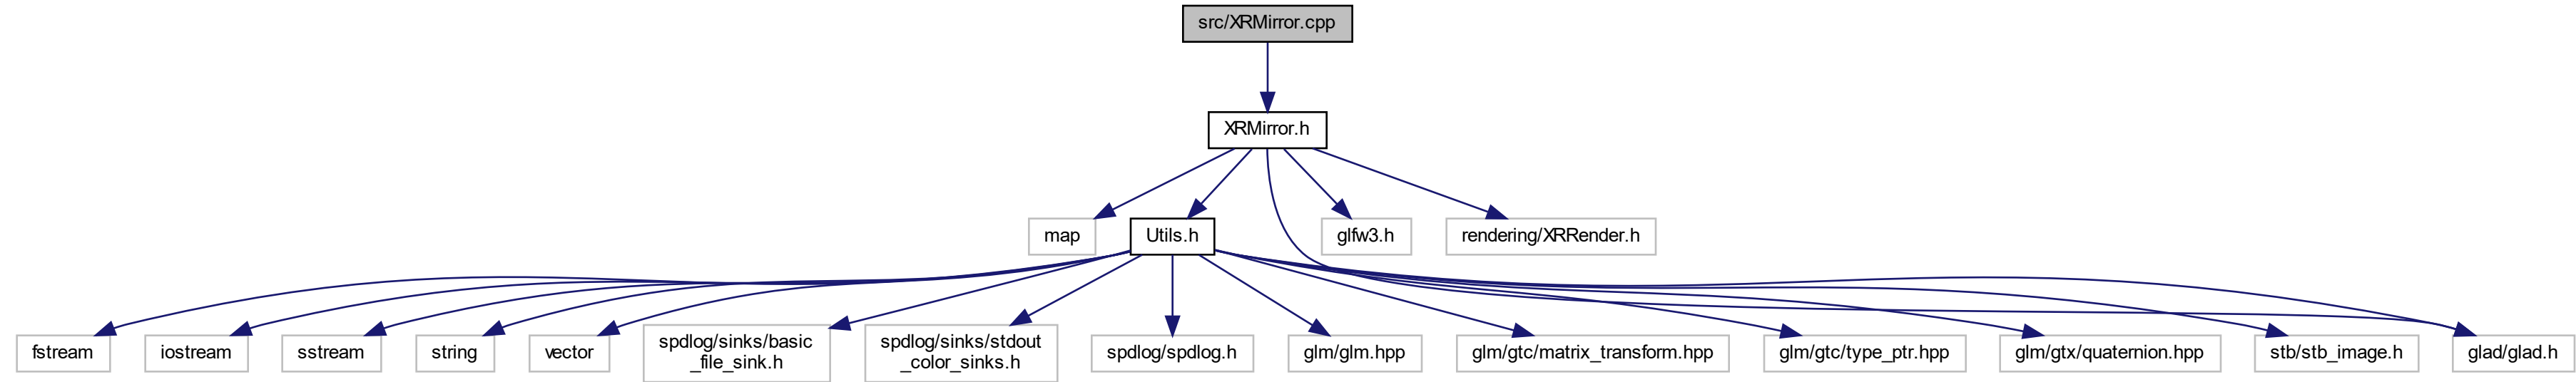 src/XRMirror.cpp
XRMirror.h
map
Utils.h
glfw3.h
rendering/XRRender.h
fstream
iostream
sstream
string
vector
spdlog/sinks/basic
_file_sink.h
spdlog/sinks/stdout
_color_sinks.h
spdlog/spdlog.h
glm/glm.hpp
glm/gtc/matrix_transform.hpp
glm/gtc/type_ptr.hpp
glm/gtx/quaternion.hpp
stb/stb_image.h
glad/glad.h